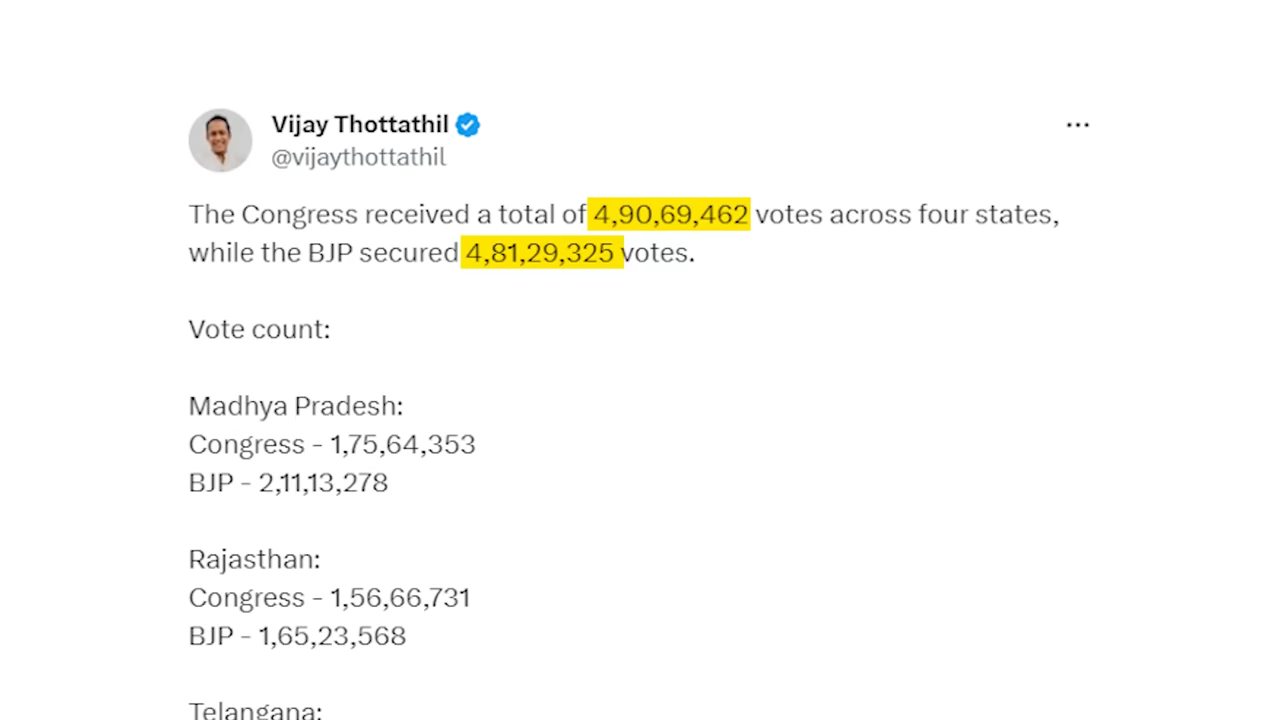 Vijay Thottathil
@vijaythottathil
The Congress received a total of 4,90,69,462 votes across four states,
while the BJP secured 4,81,29,325 votes.
Vote count:
Madhya Pradesh:
Congress - 1,75,64,353
BJP - 2,11,13,278
Rajasthan:
Congress - 1,56,66,731
BJP - 1,65,23,568
Telangana: